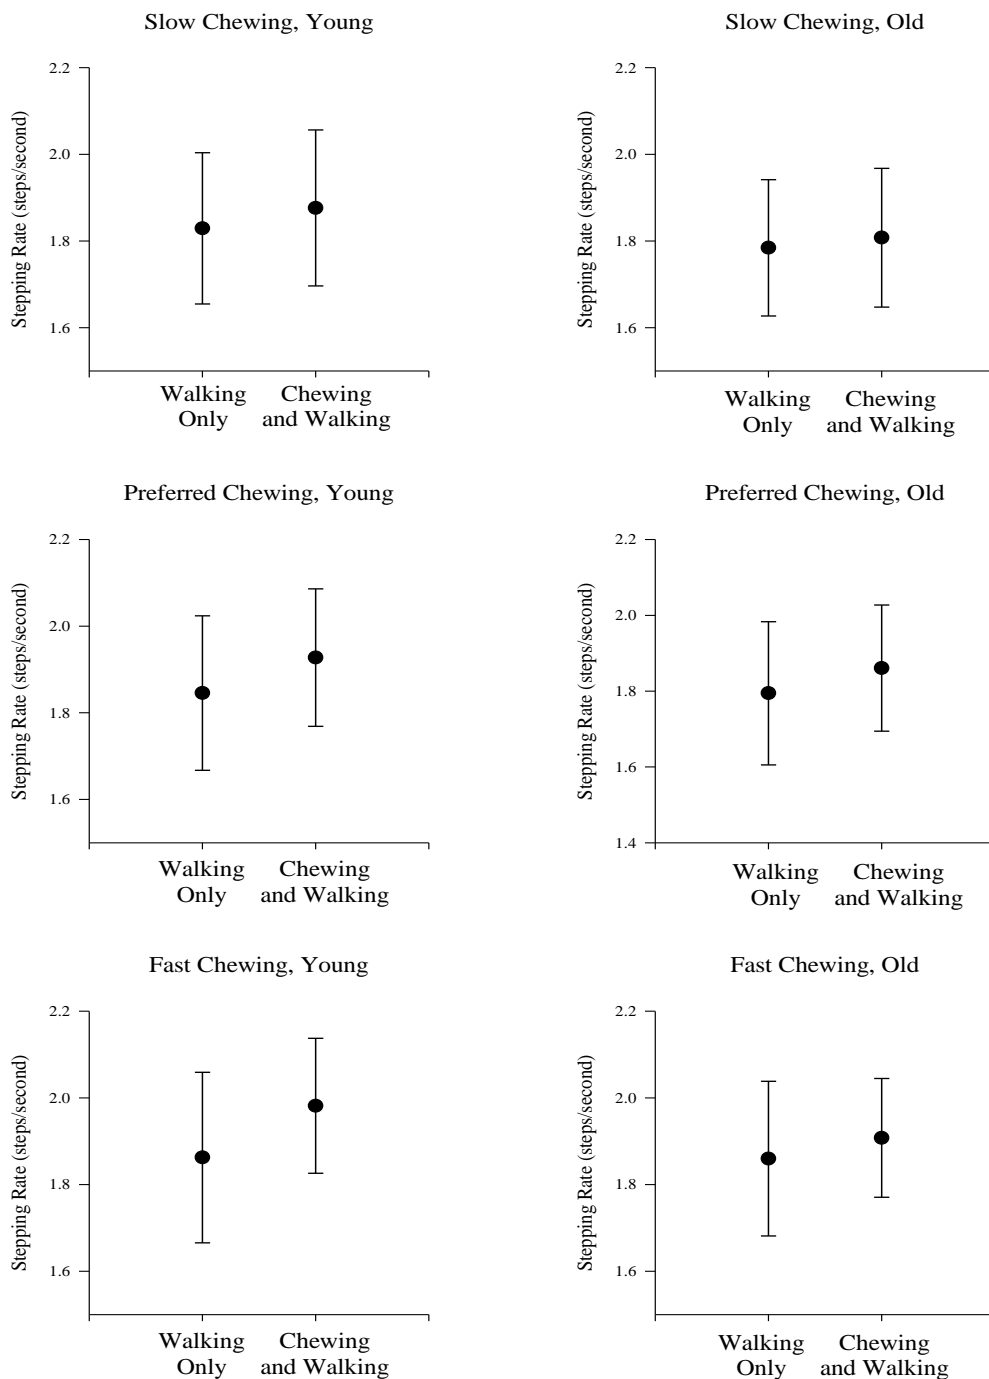 Slow Chewing, Young
Stepping Rate (steps/second)
2.2
2.0
1.8
1.6
Walking Only
Chewing and Walking
Slow Chewing, Old
Stepping Rate (steps/second)
2.2
2.0
1.8
1.6
Walking Only
Chewing and Walking
Preferred Chewing, Young
Stepping Rate (steps/second)
2.2
2.0
1.8
1.6
Walking Only
Chewing and Walking
Preferred Chewing, Old
Stepping Rate (steps/second)
2.2
2.0
1.8
1.6
1.4
Walking Only
Chewing and Walking
Fast Chewing, Young
Stepping Rate (steps/second)
2.2
2.0
1.8
1.6
Walking Only
Chewing and Walking
Fast Chewing, Old
Stepping Rate (steps/second)
2.2
2.0
1.8
1.6
Walking Only
Chewing and Walking